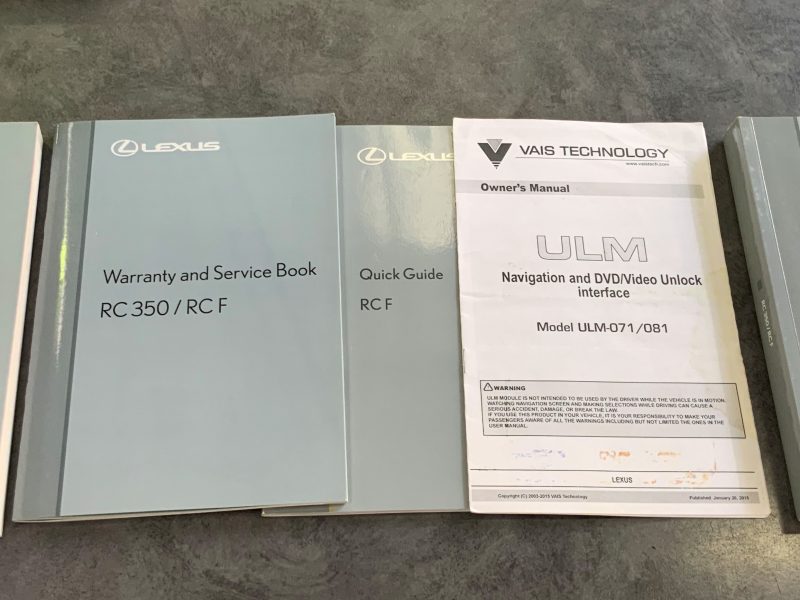 LEXUS
Warranty and Service Book
RC 350 / RC F
LEXUS
Quick Guide
RC F
VAIS TECHNOLOGY
www.vaistech.com
Owner's Manual
ULM
Navigation and DVD/Video Unlock
interface
Model ULM-071/081
WARNING
ULM MODULE IS NOT INTENDED TO BE USED BY THE DRIVER WHILE THE VEHICLE IS IN MOTION.
WATCHING NAVIGATION SCREEN AND MAKING SELECTIONS WHILE DRIVING CAN CAUSE A
SERIOUS ACCIDENT, DAMAGE, OR BREAK THE LAW.
IF YOU USE THIS PRODUCT IN YOUR VEHICLE, IT IS YOUR RESPONSIBILITY TO MAKE YOUR
PASSENGERS AWARE OF ALL THE WARNINGS INCLUDING BUT NOT LIMITED THE ONES IN THE
USER MANUAL.
LEXUS
Copyright (C) 2003-2015 VAIS Technology
Published: January 30, 2015
RC 350 / RC F